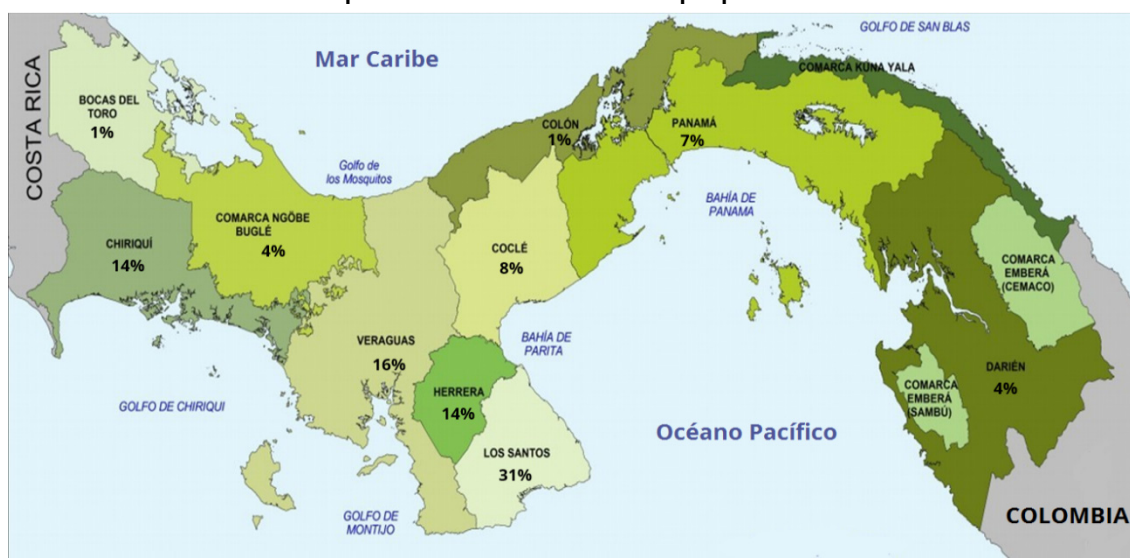 GOLFO DE SAN BLAS
COSTA RICA
Mar Caribe
COMARCA KUNA YALA
BOCAS DEL
TORO
1%
COLÓN
1%
PANAMÁ
7%
Golfo de
los Mosquitos
BAHÍA DE
PANAMA
COMARCA NGÖBE
BUGLÉ
4%
CHIRIQUÍ
14%
COCLÉ
8%
COMARCA
EMBERÁ
(CEMACO)
BAHÍA DE
PARITA
VERAGUAS
16%
HERRERA
14%
DARIÉN
4%
COMARCA
EMBERÁ
(SAMBÚ)
GOLFO DE CHIRIQUI
Océano Pacífico
LOS SANTOS
31%
GOLFO DE
MONTIJO
COLOMBIA